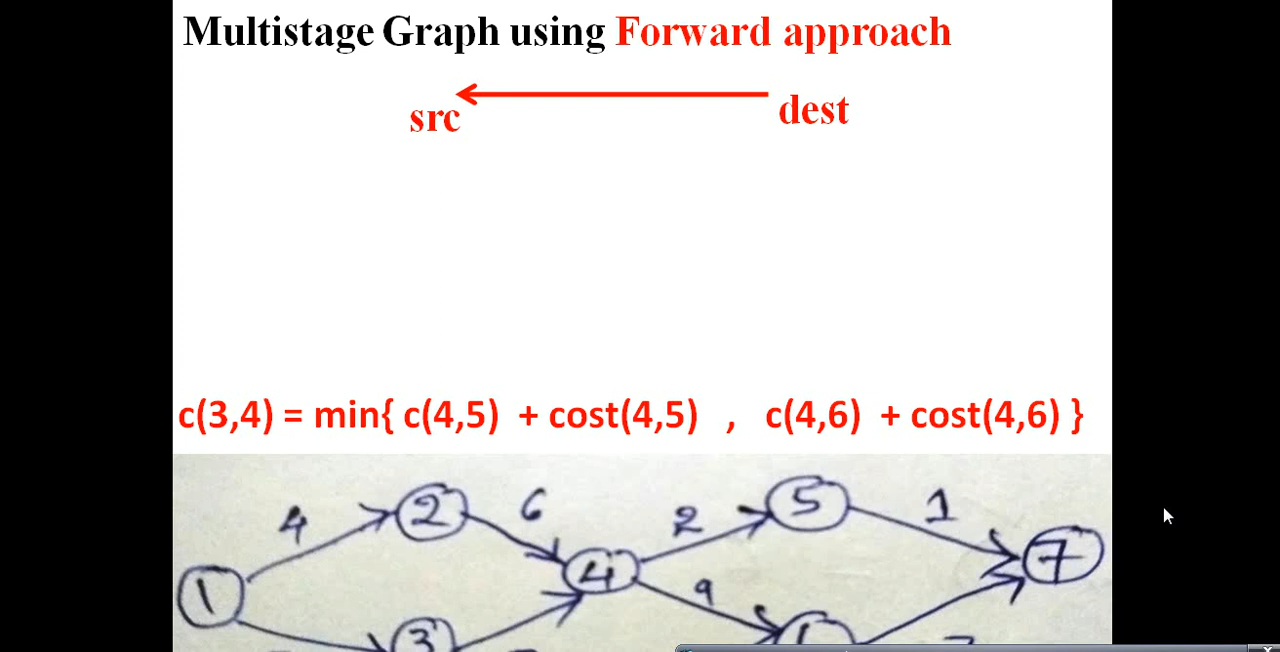 Multistage Graph using Forward approach
src dest
c(3,4) = min{ c(4,5) + cost(4,5) , c(4,6) + cost(4,6) }
4 2 6 2 5 1
1 4 9 7
3